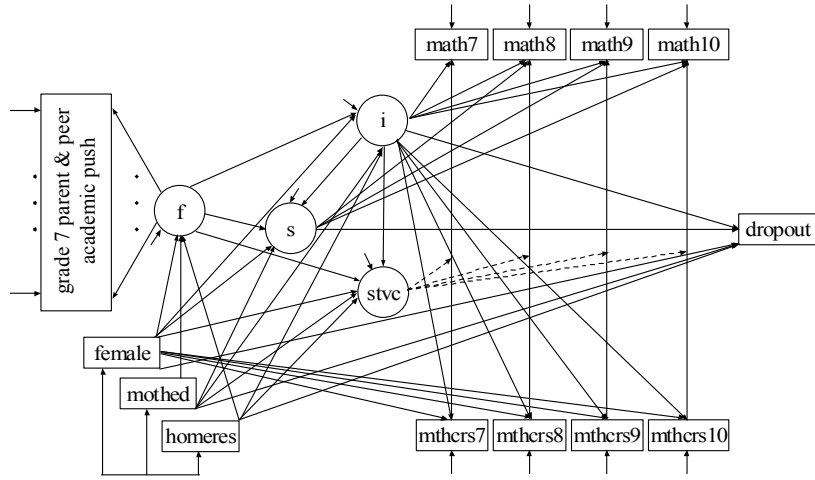 math7
math8
math9
math10
i
grade 7 parent & peer
academic push
f
s
dropout
stvc
female
mothed
homeres
mthcrs7
mthcrs8
mthcrs9
mthcrs10